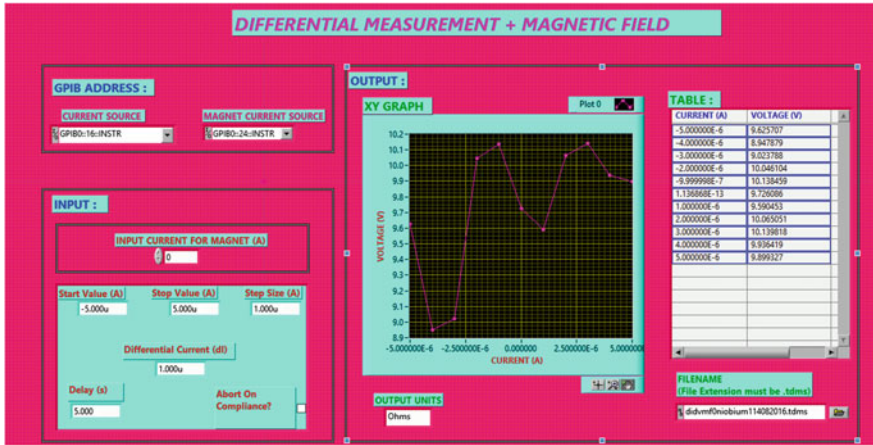 DIFFERENTIAL MEASUREMENT + MAGNETIC FIELD
GPIB ADDRESS :
CURRENT SOURCE
GPIB0::16::INSTR
MAGNET CURRENT SOURCE
GPIB0::24::INSTR
INPUT :
INPUT CURRENT FOR MAGNET (A)
0
Start Value (A)
-5.000u
Stop Value (A)
5.000u
Step Size (A)
1.000u
Differential Current (dI)
1.000u
Delay (s)
5.000
Abort On
Compliance?
OUTPUT :
XY GRAPH
Plot 0
VOLTAGE (V)
10.2
10.1
10.0
9.9
9.8
9.7
9.6
9.5
9.4
9.3
9.2
9.1
9.0
8.9
-5.000000E-6
-2.500000E-6
0.000000
2.500000E-6
5.00000
CURRENT (A)
OUTPUT UNITS
Ohms
TABLE :
CURRENT (A) VOLTAGE (V)
-5.000000E-6 9.625707
-4.000000E-6 8.947879
-3.000000E-6 9.023788
-2.000000E-6 10.046104
-9.999998E-7 10.138459
1.136868E-13 9.726086
1.000000E-6 9.590453
2.000000E-6 10.065051
3.000000E-6 10.139818
4.000000E-6 9.936419
5.000000E-6 9.899327
FILENAME
(File Extension must be .tdms)
didvmf0niobium114082016.tdms